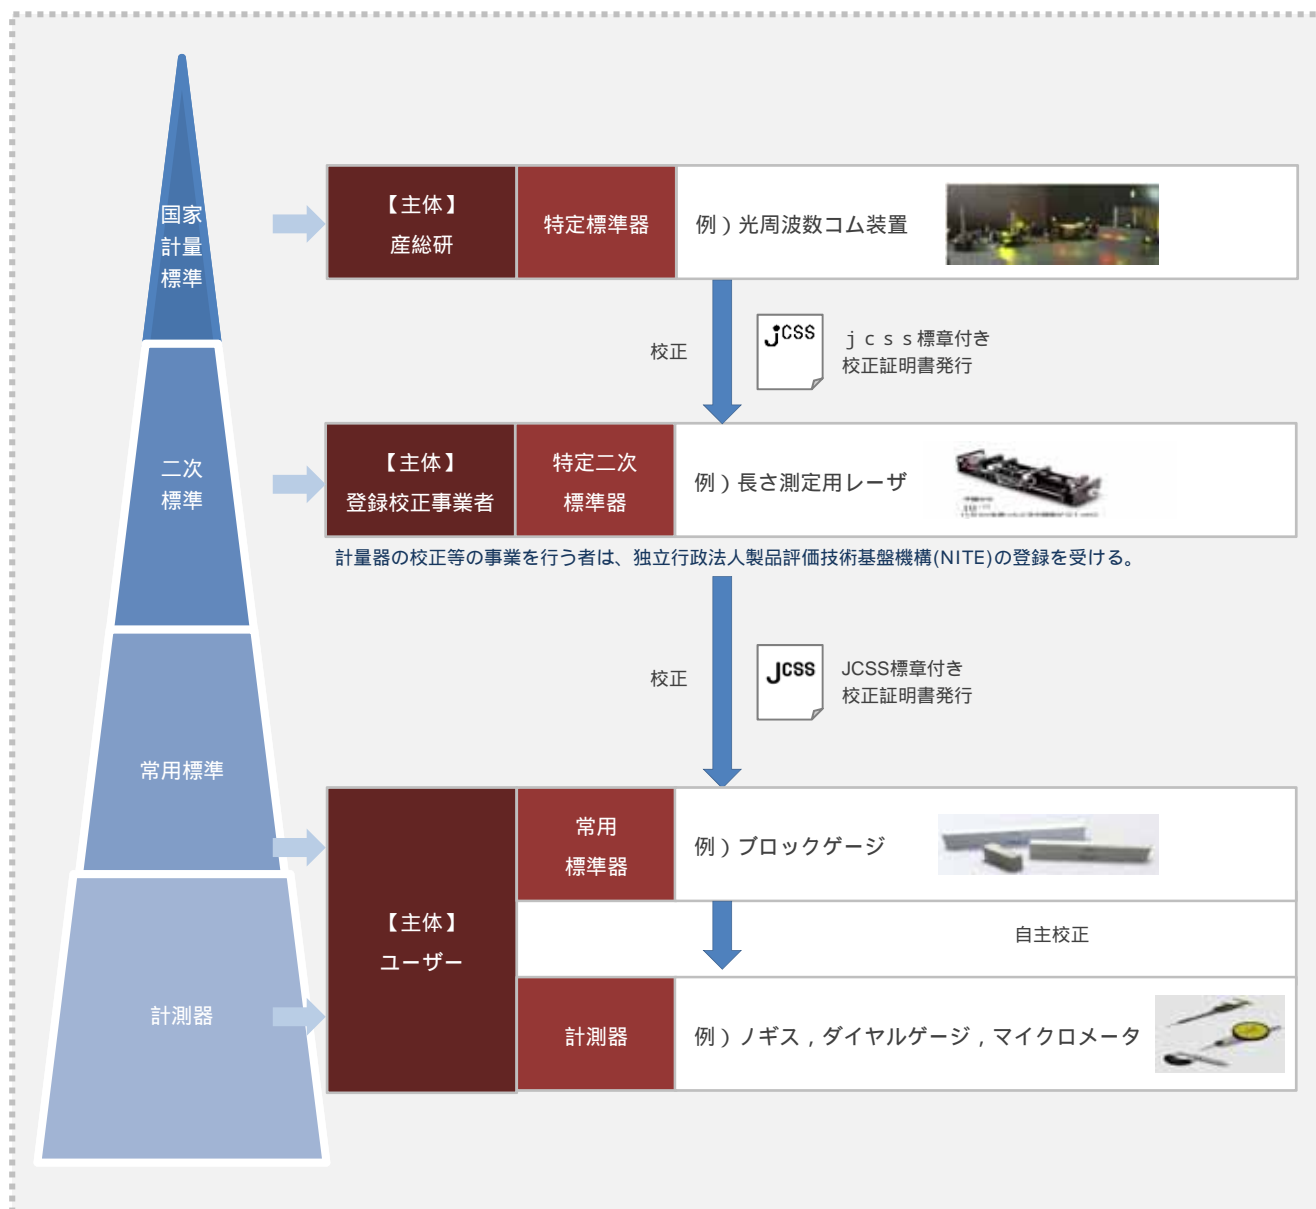 国家
計量
標準
【主体】
産総研
特定標準器
例）光周波数コム装置
校正
jcss
ｊｃｓｓ標章付き
校正証明書発行
二次
標準
【主体】
登録校正事業者
特定二次
標準器
例）長さ測定用レーザ
計量器の校正等の事業を行う者は、独立行政法人製品評価技術基盤機構(NITE)の登録を受ける。
校正
JCSS
JCSS標章付き
校正証明書発行
常用標準
常用
標準器
例）ブロックゲージ
【主体】
ユーザー
自主校正
計測器
計測器
例）ノギス，ダイヤルゲージ，マイクロメータ